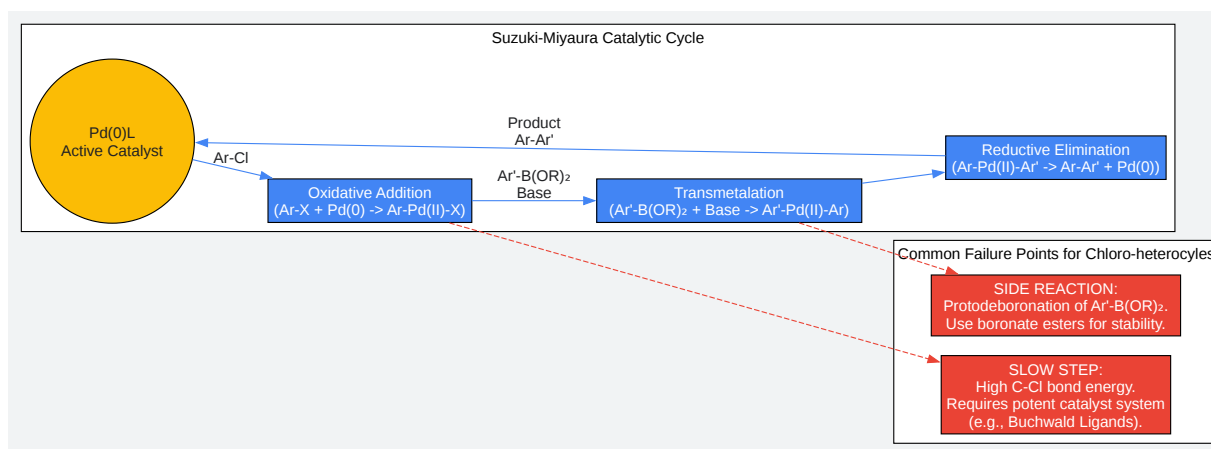 Suzuki-Miyaura Catalytic Cycle
Pd(0)L
Active Catalyst
Ar-Cl
Product
Ar-Ar'
Oxidative Addition
(Ar-X + Pd(0) -> Ar-Pd(II)-X)
Ar'-B(OR)₂
Base
Transmetalation
(Ar'-B(OR)₂ + Base -> Ar'-Pd(II)-Ar)
Reductive Elimination
(Ar-Pd(II)-Ar' -> Ar-Ar' + Pd(0))
Common Failure Points for Chloro-heterocyles
SIDE REACTION:
Protodeboronation of Ar'-B(OR)₂.
Use boronate esters for stability.
SLOW STEP:
High C-Cl bond energy.
Requires potent catalyst system
(e.g., Buchwald Ligands).